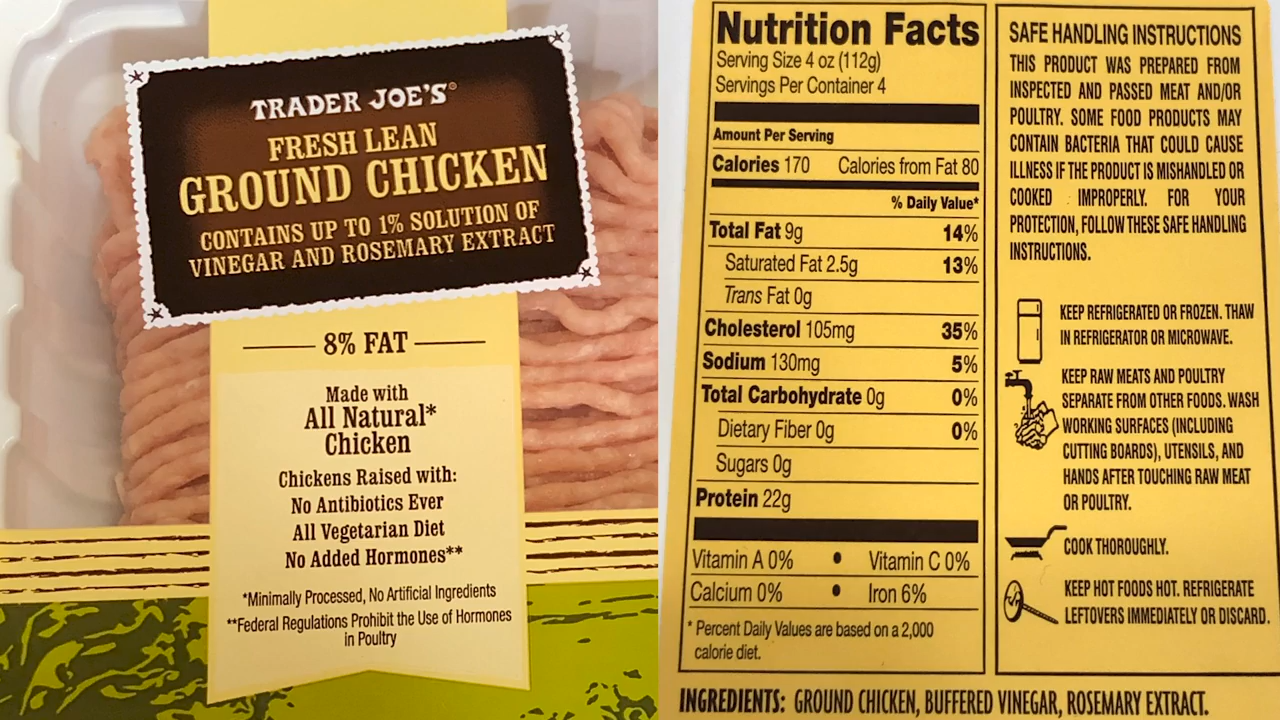 TRADER JOE'S®
FRESH LEAN
GROUND CHICKEN
CONTAINS UP TO 1% SOLUTION OF
VINEGAR AND ROSEMARY EXTRACT
8% FAT
Made with
All Natural*
Chicken
Chickens Raised with:
No Antibiotics Ever
All Vegetarian Diet
No Added Hormones**
*Minimally Processed, No Artificial Ingredients
**Federal Regulations Prohibit the Use of Hormones
in Poultry
Nutrition Facts
Serving Size 4 oz (112g)
Servings Per Container 4
Amount Per Serving
Calories 170 Calories from Fat 80
% Daily Value*
Total Fat 9g 14%
Saturated Fat 2.5g 13%
Trans Fat 0g
Cholesterol 105mg 35%
Sodium 130mg 5%
Total Carbohydrate 0g 0%
Dietary Fiber 0g 0%
Sugars 0g
Protein 22g
Vitamin A 0% • Vitamin C 0%
Calcium 0% • Iron 6%
* Percent Daily Values are based on a 2,000
calorie diet.
SAFE HANDLING INSTRUCTIONS
THIS PRODUCT WAS PREPARED FROM
INSPECTED AND PASSED MEAT AND/OR
POULTRY. SOME FOOD PRODUCTS MAY
CONTAIN BACTERIA THAT COULD CAUSE
ILLNESS IF THE PRODUCT IS MISHANDLED OR
COOKED IMPROPERLY. FOR YOUR
PROTECTION, FOLLOW THESE SAFE HANDLING
INSTRUCTIONS.
KEEP REFRIGERATED OR FROZEN. THAW
IN REFRIGERATOR OR MICROWAVE.
KEEP RAW MEATS AND POULTRY
SEPARATE FROM OTHER FOODS. WASH
WORKING SURFACES (INCLUDING
CUTTING BOARDS), UTENSILS, AND
HANDS AFTER TOUCHING RAW MEAT
OR POULTRY.
COOK THOROUGHLY.
KEEP HOT FOODS HOT. REFRIGERATE
LEFTOVERS IMMEDIATELY OR DISCARD.
INGREDIENTS: GROUND CHICKEN, BUFFERED VINEGAR, ROSEMARY EXTRACT.